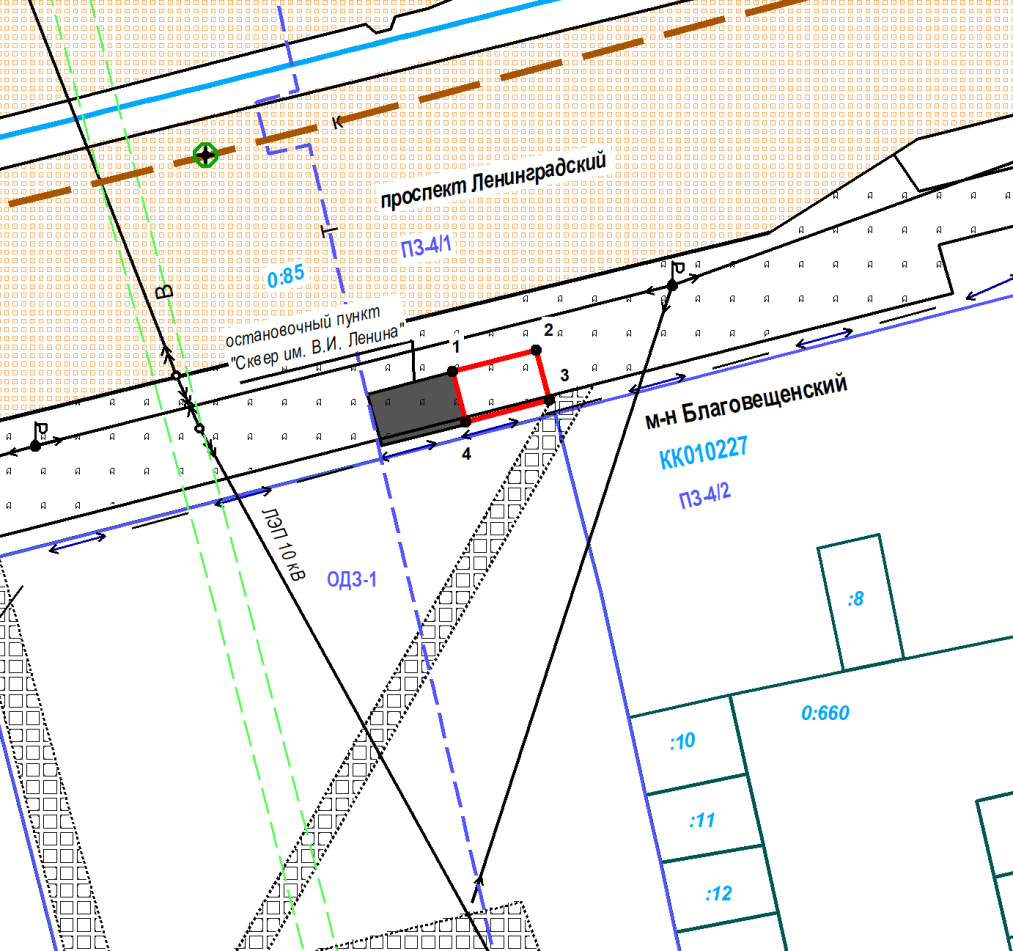 К
проспект Ленинградский
Т
ПЗ-4/1
0:85
В
остановочный пункт
"Сквер им. В.И. Ленина"
1
2
3
4
м-н Благовещенский
КК010227
ПЗ-4/2
ЛЭП 10 кВ
ОДЗ-1
:8
0:660
:10
:11
:12